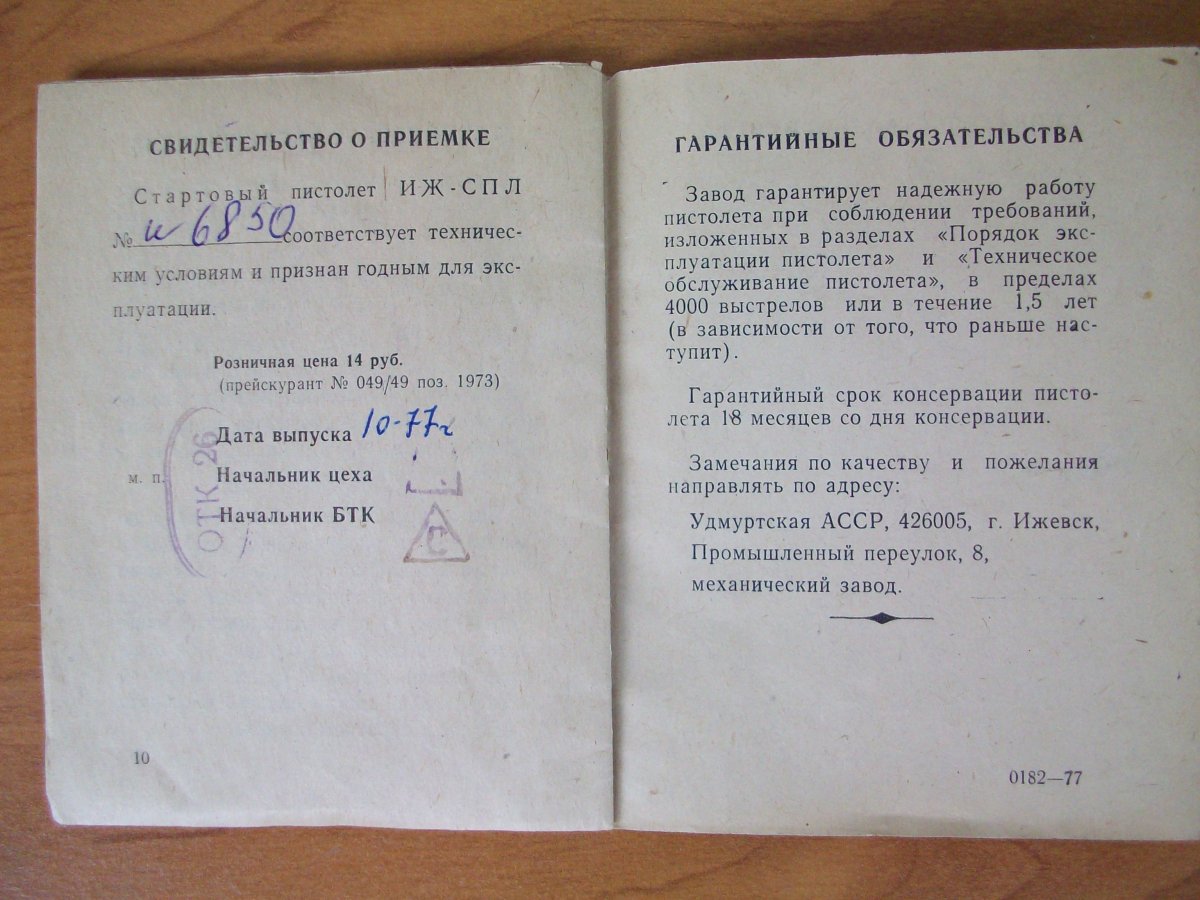 СВИДЕТЕЛЬСТВО О ПРИЕМКЕ
Стартовый пистолет ИЖ-СПЛ
№ и 6850 соответствует техничес-
ким условиям и признан годным для экс-
плуатации.
Розничная цена 14 руб.
(прейскурант № 049/49 поз. 1973)
Дата выпуска 10-77г
м. п. Начальник цеха
Начальник БТК
ОТК 26
С
10
ГАРАНТИЙНЫЕ ОБЯЗАТЕЛЬСТВА
Завод гарантирует надежную работу
пистолета при соблюдении требований,
изложенных в разделах «Порядок экс-
плуатации пистолета» и «Техническое
обслуживание пистолета», в пределах
4000 выстрелов или в течение 1,5 лет
(в зависимости от того, что раньше нас-
тупит).
Гарантийный срок консервации писто-
лета 18 месяцев со дня консервации.
Замечания по качеству и пожелания
направлять по адресу:
Удмуртская АССР, 426005, г. Ижевск,
Промышленный переулок, 8,
механический завод.
0182—77